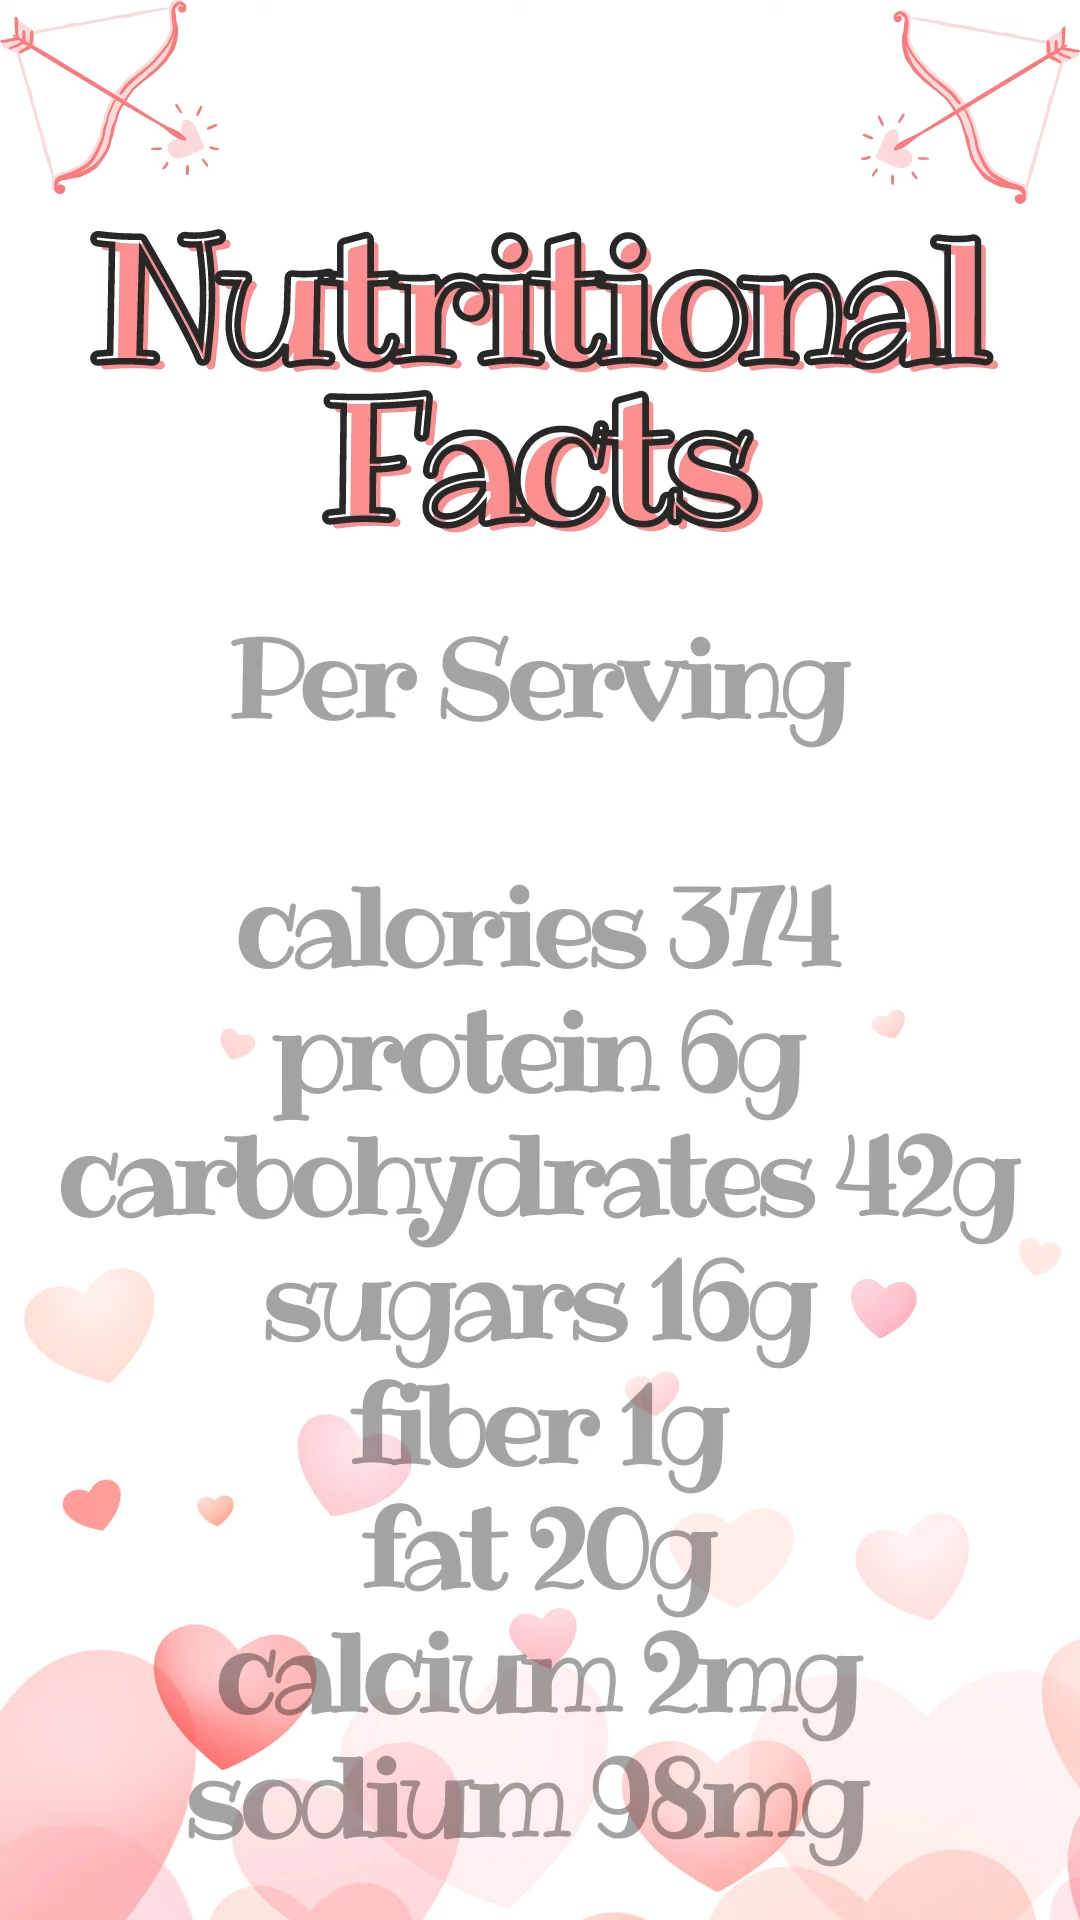 Nutritional
Facts
Per Serving
calories 374
protein 6g
carbohydrates 42g
sugars 16g
fiber 1g
fat 20g
calcium 2mg
sodium 98mg